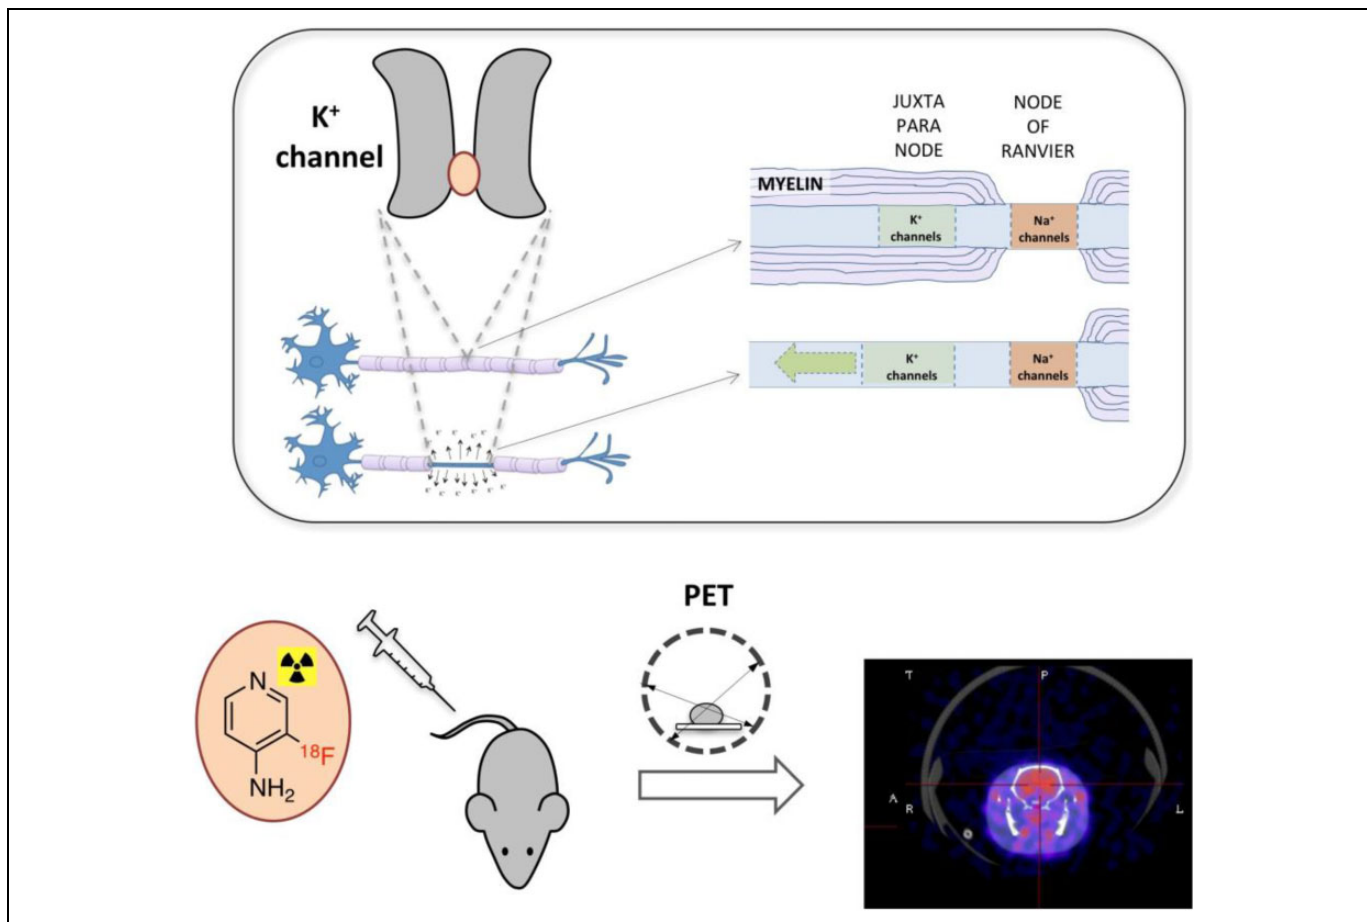 K⁺
channel
JUXTA
PARA
NODE
NODE
OF
RANVIER
MYELIN
K⁺
channels
Na⁺
channels
K⁺
channels
Na⁺
channels
PET
N
¹⁸F
NH₂
T
P
A
R
L